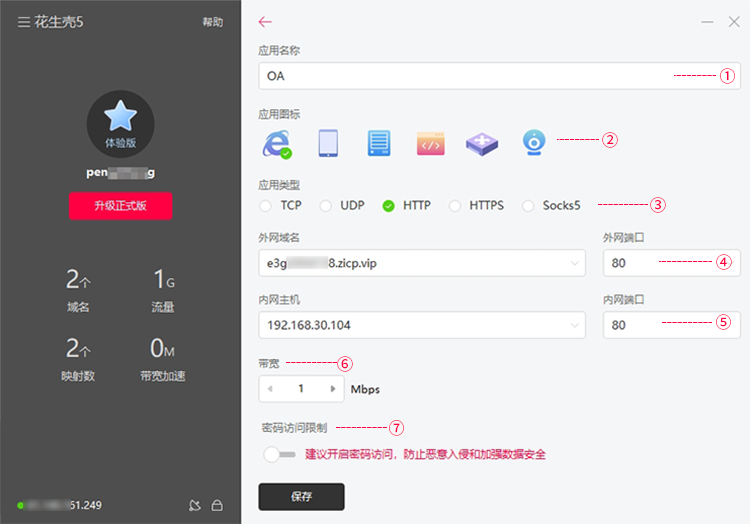 花生壳5
帮助
体验版
升级正式版
2个
域名
1G
流量
2个
映射数
0M
带宽加速
61.249
应用名称
OA
①
应用图标
②
应用类型
TCP UDP HTTP HTTPS Socks5
③
外网域名 外网端口
8.zicp.vip 80
④
内网主机 内网端口
192.168.30.104 80
⑤
带宽
⑥
1 Mbps
密码访问限制
⑦
建议开启密码访问，防止恶意入侵和加强数据安全
保存